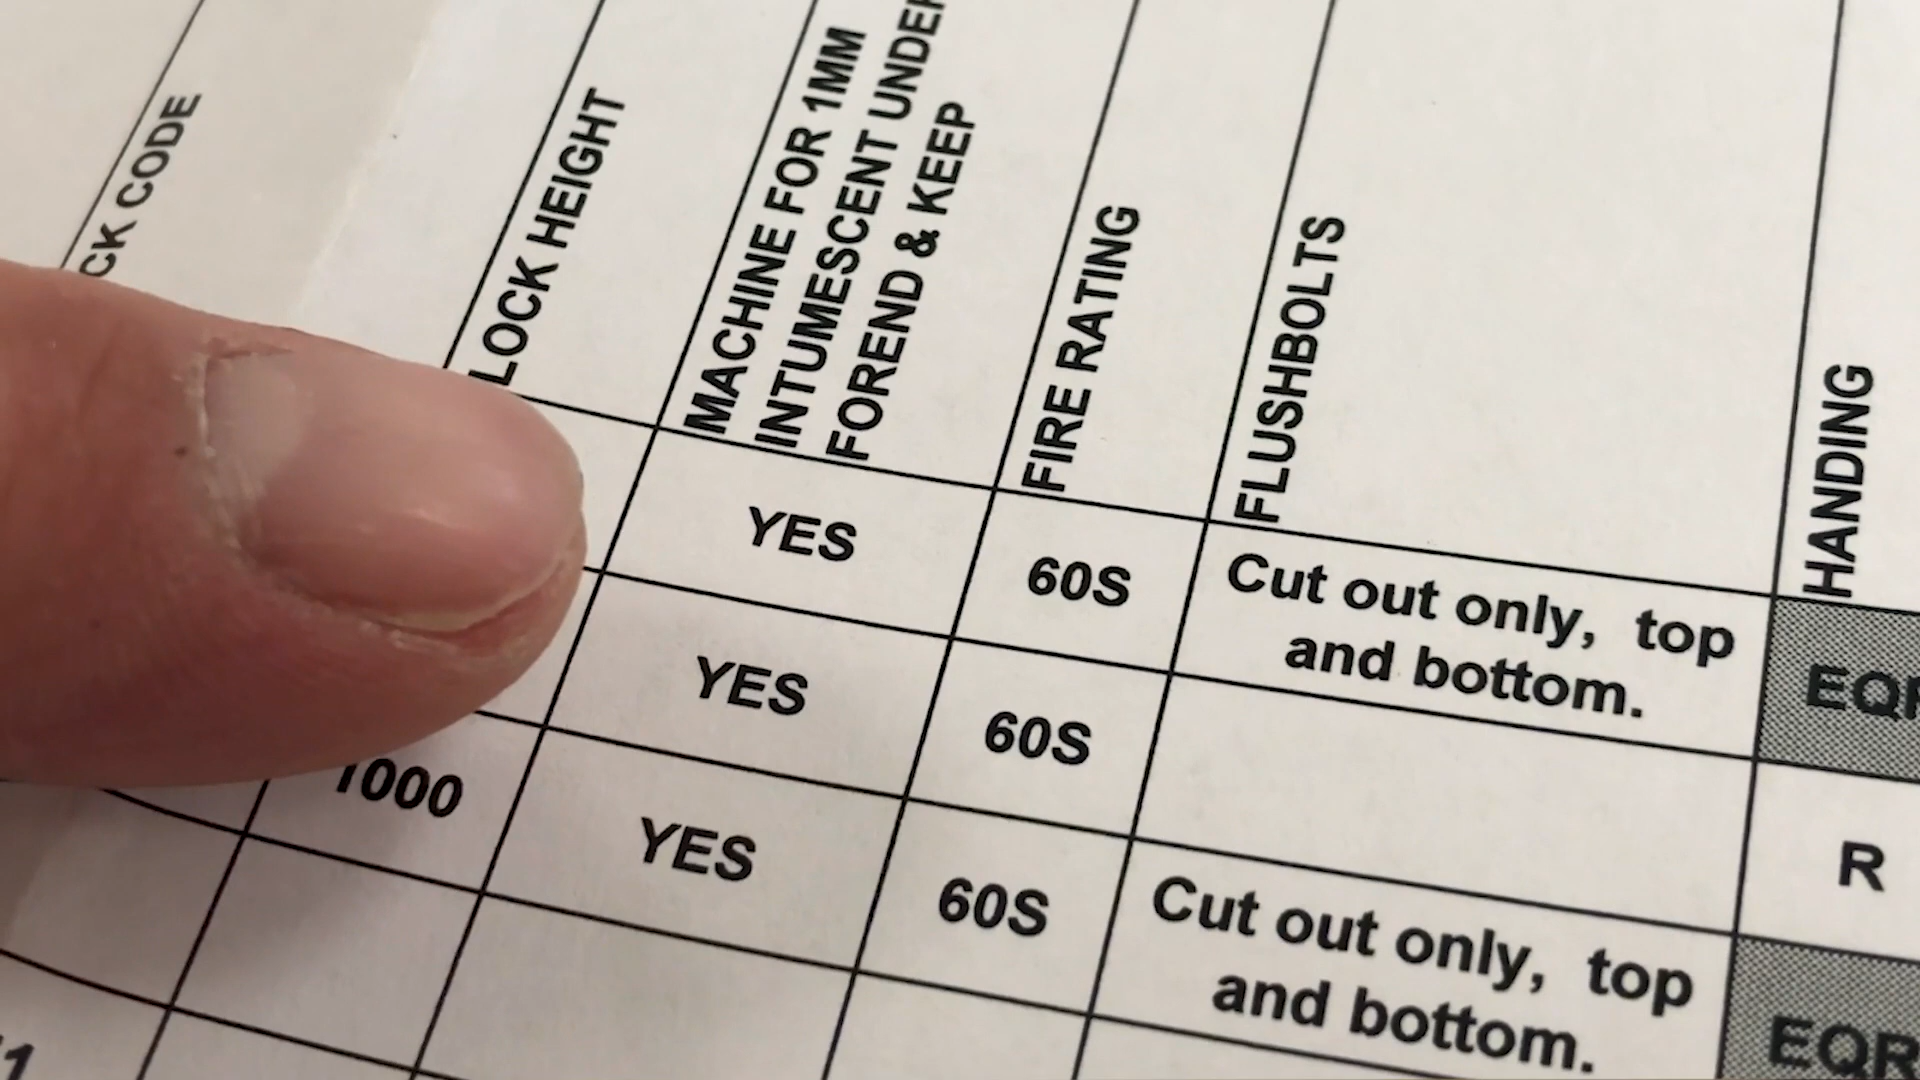 CK CODE
LOCK HEIGHT
MACHINE FOR 1MM
INTUMESCENT UNDER
FOREND & KEEP
FIRE RATING
FLUSHBOLTS
HANDING
YES
60S
Cut out only, top
and bottom.
YES
60S
R
1000
YES
60S
Cut out only, top
and bottom.
EQR